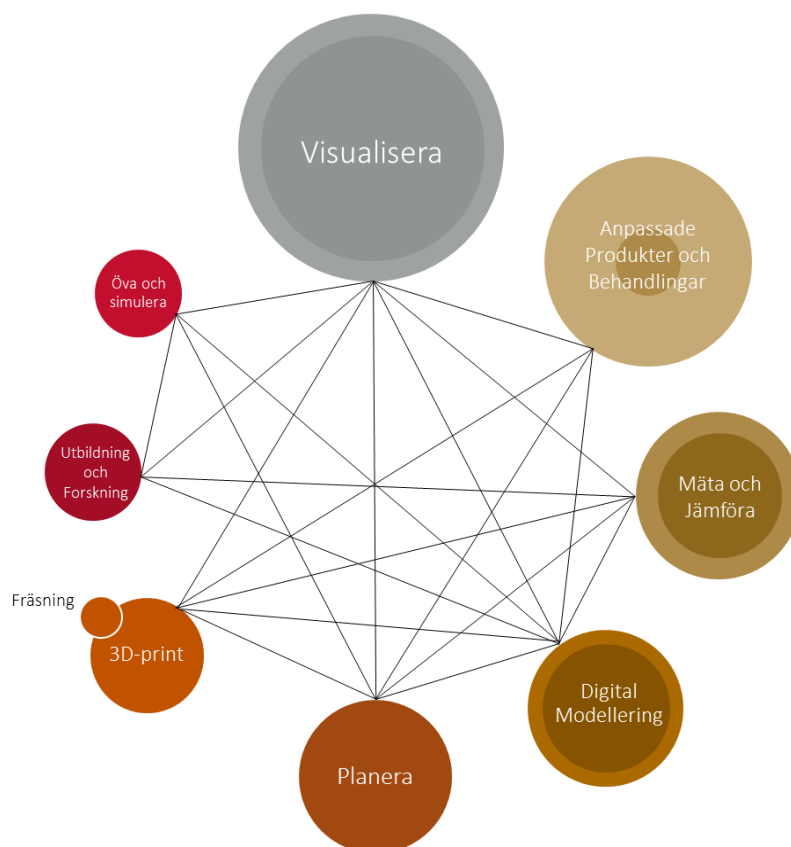 Visualisera
Anpassade
Produkter och
Behandlingar
Öva och
simulera
Mäta och
Jämföra
Utbildning
och
Forskning
Fräsning
3D-print
Digital
Modellering
Planera